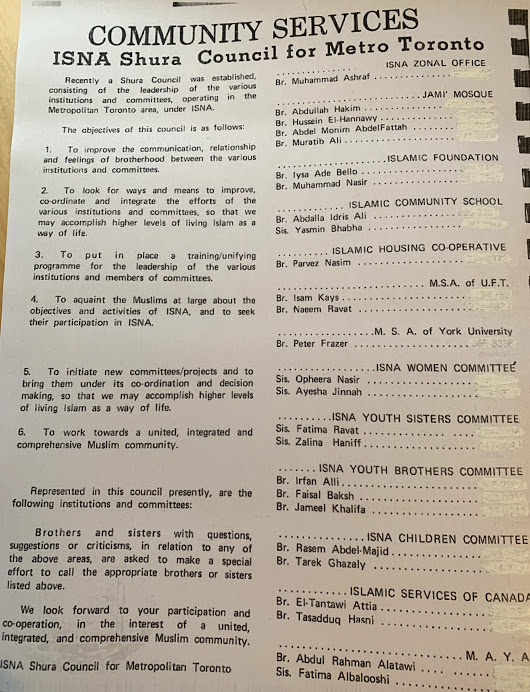 COMMUNITY SERVICES
ISNA Shura Council for Metro Toronto
Recently a Shura Council was established,
consisting of the leadership of the various
institutions and committees, operating in the
Metropolitan Toronto area, under ISNA.
The objectives of this council is as follows:
1. To improve the communication, relationship
and feelings of brotherhood between the various
institutions and committees.
2. To look for ways and means to improve,
co-ordinate and integrate the efforts of the
various institutions and committees, so that we
may accomplish higher levels of living Islam as a
way of life.
3. To put in place a training/unifying
programme for the leadership of the various
institutions and members of committees.
4. To aquaint the Muslims at large about the
objectives and activities of ISNA, and to seek
their participation in ISNA.
5. To initiate new committees/projects and to
bring them under its co-ordination and decision
making, so that we may accomplish higher levels
of living Islam as a way of life.
6. To work towards a united, integrated and
comprehensive Muslim community.
Represented in this council presently, are the
following institutions and committees:
Brothers and sisters with questions,
suggestions or criticisms, in relation to any of
the above areas, are asked to make a special
effort to call the appropriate brothers or sisters
listed above.
We look forward to your participation and
co-operation, in the interest of a united,
integrated, and comprehensive Muslim community.
ISNA Shura Council for Metropolitan Toronto
.................... ISNA ZONAL OFFICE
Br. Muhammad Ashraf ....................
.................... JAMI' MOSQUE
Br. Abdullah Hakim ....................
Br. Hussein El-Hannawy ....................
Br. Abdel Monim AbdelFattah ..........
Br. Muratib Ali ....................
.................... ISLAMIC FOUNDATION
Br. Iysa Ade Bello ....................
Br. Muhammad Nasir ....................
.................... ISLAMIC COMMUNITY SCHOOL
Br. Abdalla Idris Ali ....................
Sis. Yasmin Bhabha ....................
.......... ISLAMIC HOUSING CO-OPERATIVE
Br. Parvez Nasim ....................
.................... M.S.A. of U.F.T.
Br. Isam Kays ....................
Br. Naeem Ravat ....................
.................... M. S. A. of York University
Br. Peter Frazer ....................
.................... ISNA WOMEN COMMITTEE
Sis. Opheera Nasir ....................
Sis. Ayesha Jinnah ....................
.......... ISNA YOUTH SISTERS COMMITTEE
Sis. Fatima Ravat ....................
Sis. Zalina Haniff ....................
....... ISNA YOUTH BROTHERS COMMITTEE
Br. Irfan Alli ....................
Br. Faisal Baksh ....................
Br. Jameel Khalifa ....................
.................... ISNA CHILDREN COMMITTEE
Br. Rasem Abdel-Majid ....................
Br. Tarek Ghazaly ....................
.......... ISLAMIC SERVICES OF CANADA
Br. El-Tantawi Attia ....................
Br. Tasadduq Hasni ....................
.................... M. A. Y. A
Br. Abdul Rahman Alatawi ....................
Sis. Fatima Albalooshi ....................